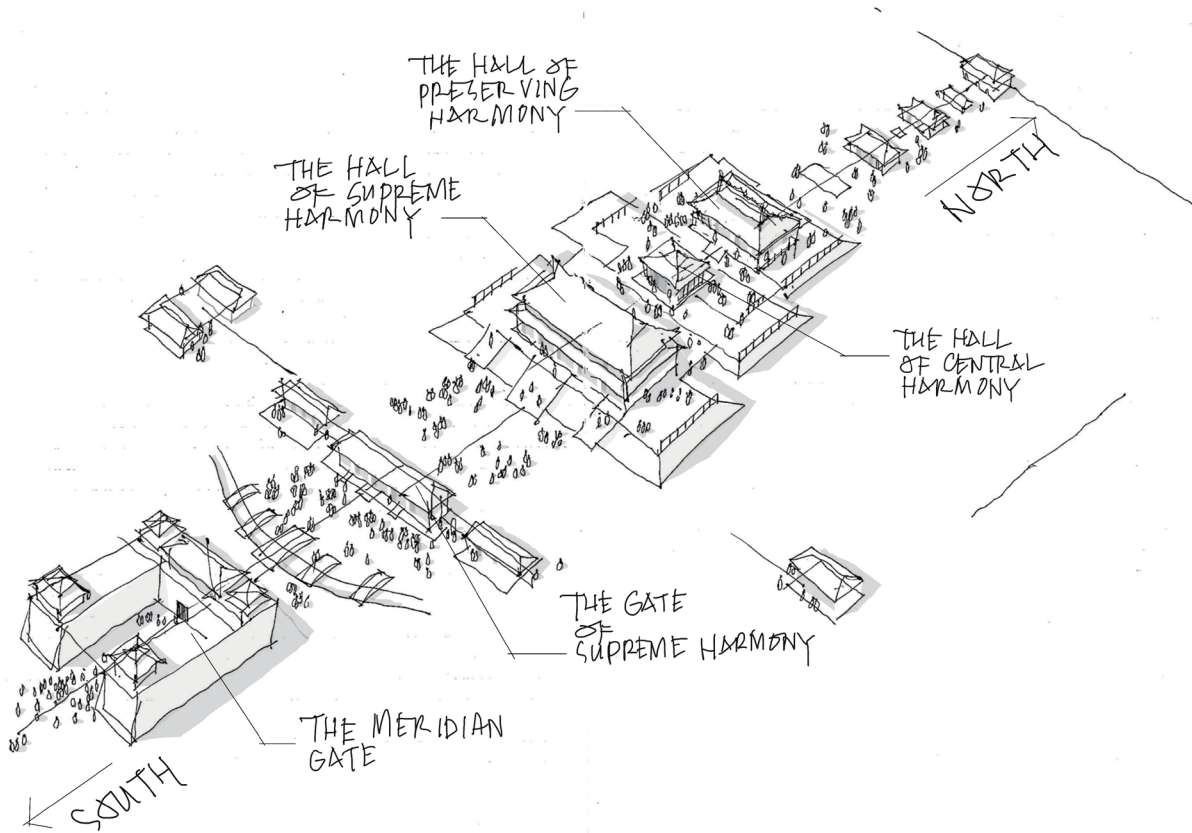 THE HALL OF
PRESERVING
HARMONY
THE HALL
OF SUPREME
HARMONY
NORTH
THE HALL
OF CENTRAL
HARMONY
THE GATE
OF
SUPREME HARMONY
THE MERIDIAN
GATE
SOUTH